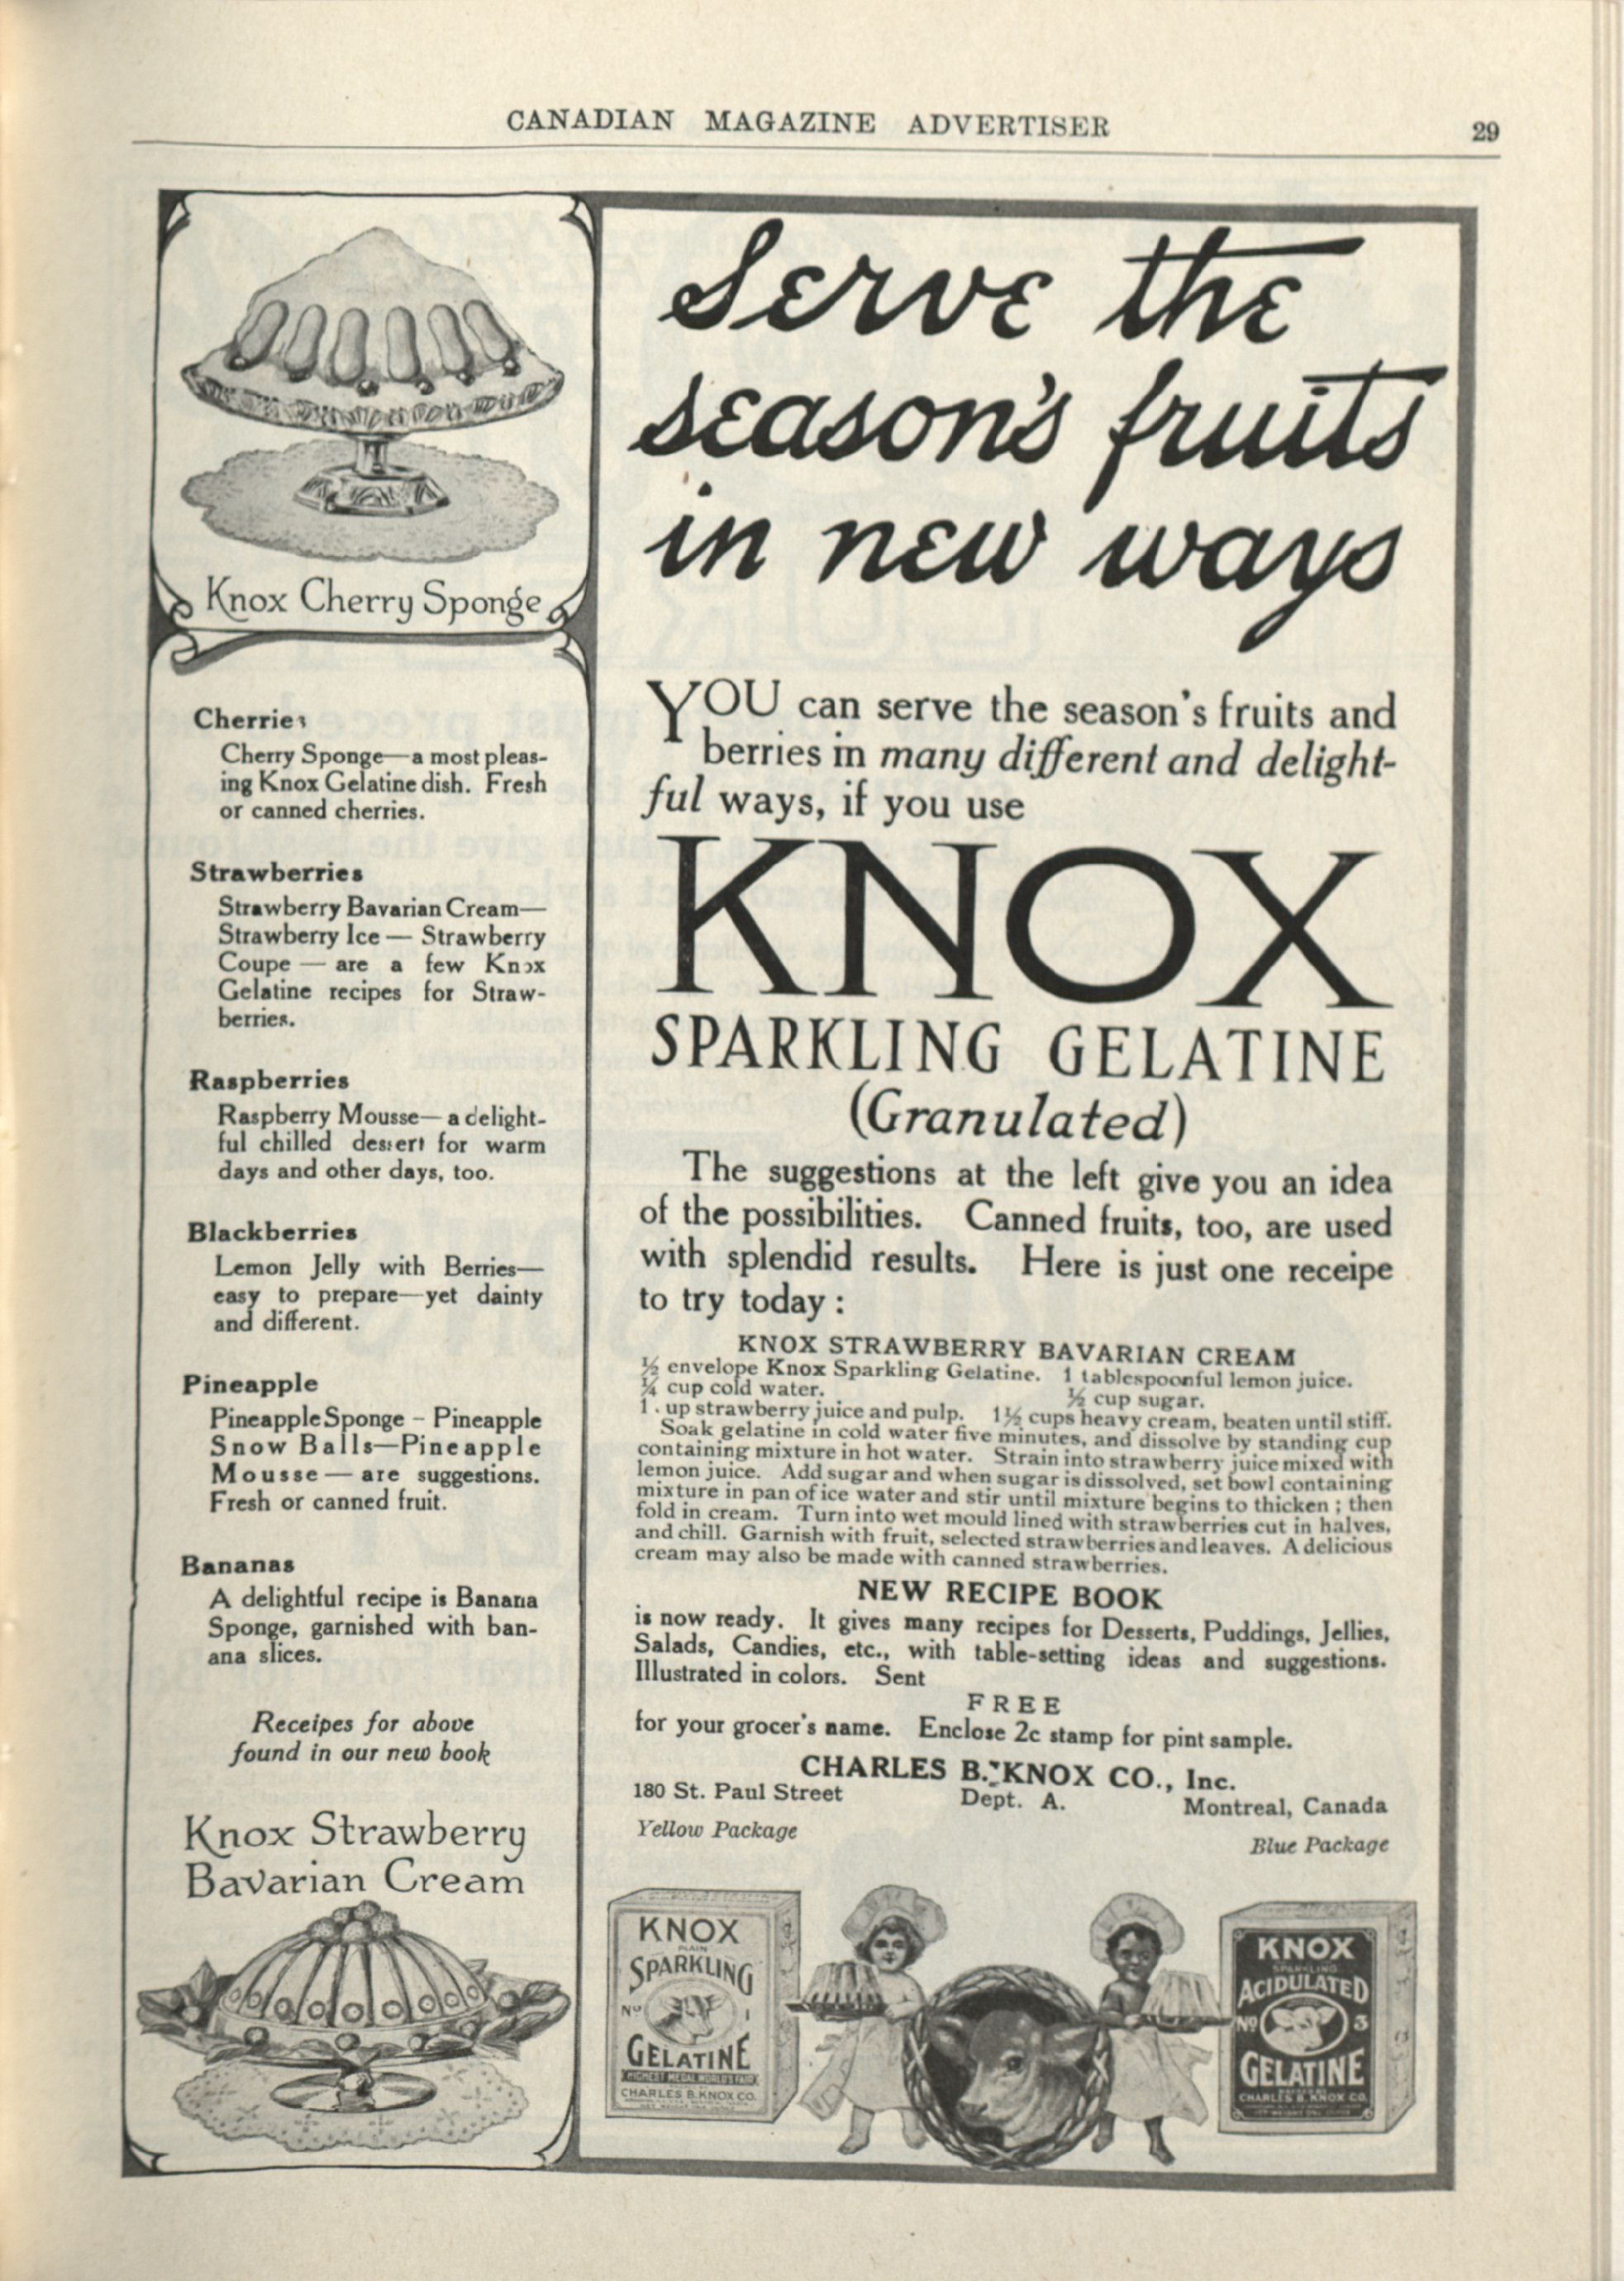 CANADIAN MAGAZINE ADVERTISER
29
Knox Cherry Sponge
Cherries
Cherry Sponge—a most pleas-
ing Knox Gelatine dish. Fresh
or canned cherries.
Strawberries
Strawberry Bavarian Cream—
Strawberry Ice — Strawberry
Coupe — are a few Knox
Gelatine recipes for Straw-
berries.
Raspberries
Raspberry Mousse—a delight-
ful chilled dessert for warm
days and other days, too.
Blackberries
Lemon Jelly with Berries—
easy to prepare—yet dainty
and different.
Pineapple
Pineapple Sponge – Pineapple
Snow Balls—Pineapple
Mousse — are suggestions.
Fresh or canned fruit.
Bananas
A delightful recipe is Banana
Sponge, garnished with ban-
ana slices.
Receipes for above
found in our new book
Knox Strawberry
Bavarian Cream
Serve the
season's fruits
in new ways
YOU can serve the season's fruits and
berries in many different and delight-
ful ways, if you use
KNOX
SPARKLING GELATINE
(Granulated)
The suggestions at the left give you an idea
of the possibilities. Canned fruits, too, are used
with splendid results. Here is just one receipe
to try today :
KNOX STRAWBERRY BAVARIAN CREAM
½ envelope Knox Sparkling Gelatine. 1 tablespoonful lemon juice.
¼ cup cold water. ½ cup sugar.
1 . up strawberry juice and pulp. 1½ cups heavy cream, beaten until stiff.
Soak gelatine in cold water five minutes, and dissolve by standing cup
containing mixture in hot water. Strain into strawberry juice mixed with
lemon juice. Add sugar and when sugar is dissolved, set bowl containing
mixture in pan of ice water and stir until mixture begins to thicken ; then
fold in cream. Turn into wet mould lined with strawberries cut in halves,
and chill. Garnish with fruit, selected strawberries and leaves. A delicious
cream may also be made with canned strawberries.
NEW RECIPE BOOK
is now ready. It gives many recipes for Desserts, Puddings, Jellies,
Salads, Candies, etc., with table-setting ideas and suggestions.
Illustrated in colors. Sent
FREE
for your grocer's name. Enclose 2c stamp for pint sample.
CHARLES B. KNOX CO., Inc.
180 St. Paul Street Dept. A. Montreal, Canada
Yellow Package
Blue Package
KNOX
PLAIN
SPARKLING
No 1
GELATINE
HIGHEST MEDAL WORLD'S FAIR
CHARLES B. KNOX CO.
KNOX
SPARKLING
ACIDULATED
No 3
GELATINE
CHARLES B. KNOX CO.